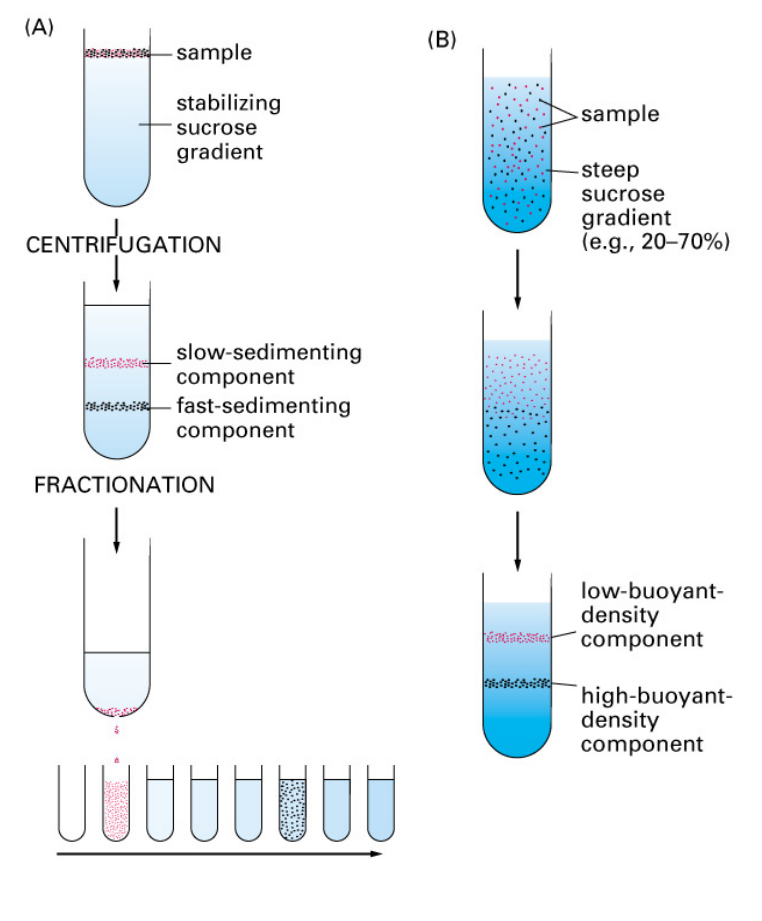 (A)
sample
stabilizing
sucrose
gradient
CENTRIFUGATION
slow-sedimenting
component
fast-sedimenting
component
FRACTIONATION
(B)
sample
steep
sucrose
gradient
(e.g., 20–70%)
low-buoyant-
density
component
high-buoyant-
density
component